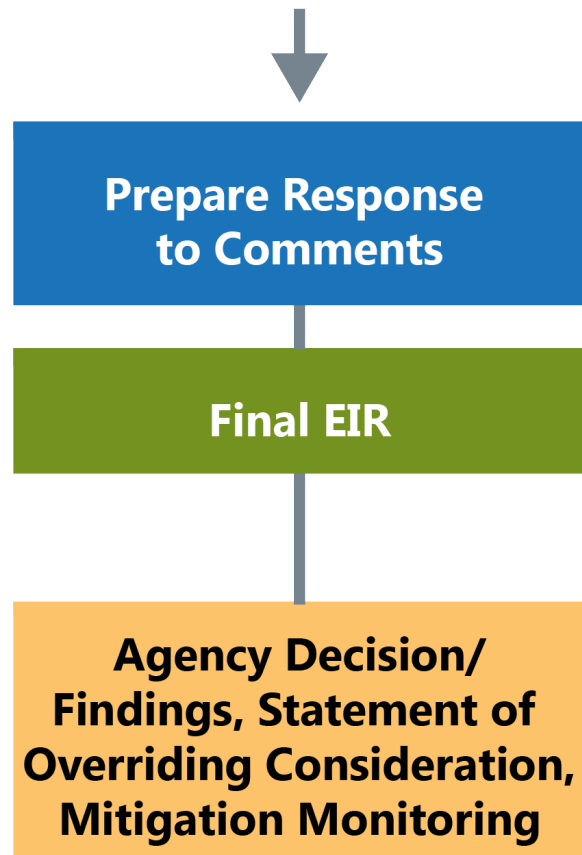 Prepare Response
to Comments
Final EIR
Agency Decision/
Findings, Statement of
Overriding Consideration,
Mitigation Monitoring